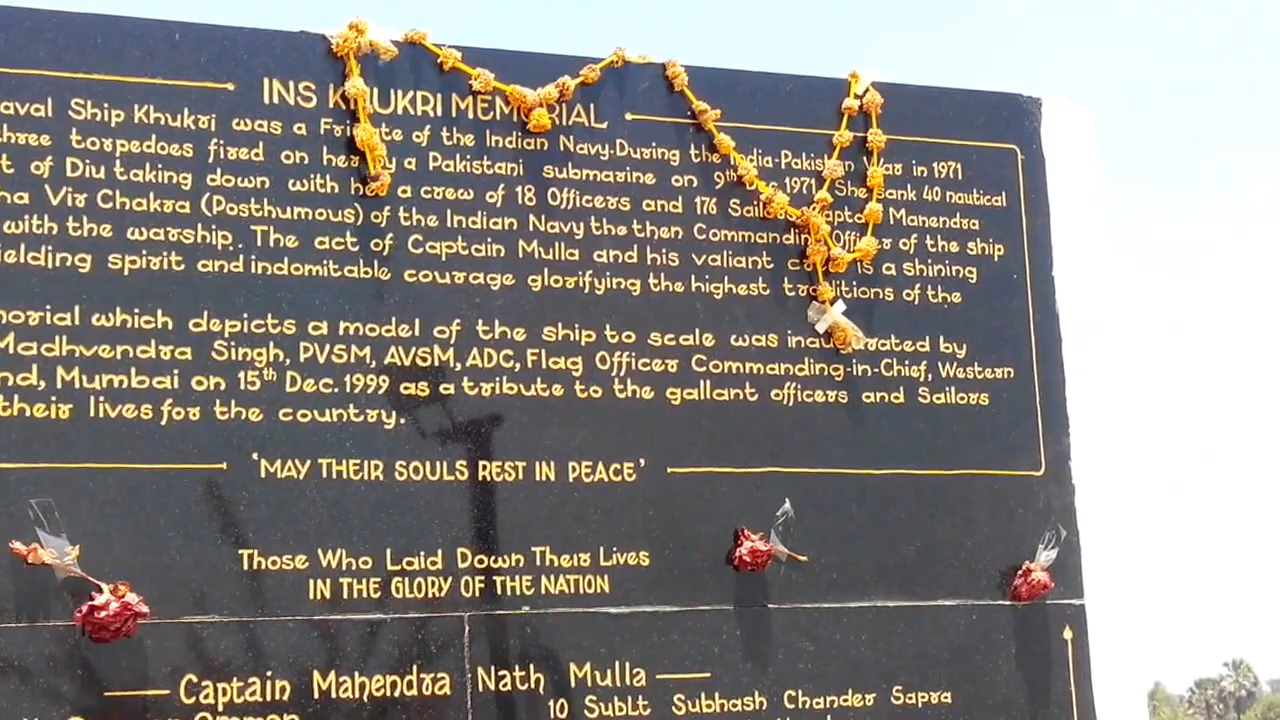 INS KHUKRI MEMORIAL
aval Ship Khukri was a Frigate of the Indian Navy. During the India-Pakistan War in 1971
three torpedoes fired on her by a Pakistani submarine on 9th Dec 1971. She sank 40 nautical
t of Diu taking down with her a crew of 18 Officers and 176 Sailors. Captain Mahendra
na Vir Chakra (Posthumous) of the Indian Navy the then Commanding Officer of the ship
with the warship. The act of Captain Mulla and his valiant crew is a shining
ielding spirit and indomitable courage glorifying the highest traditions of the
morial which depicts a model of the ship to scale was inaugurated by
Madhvendra Singh, PVSM, AVSM, ADC, Flag Officer Commanding-in-Chief, Western
nd, Mumbai on 15th Dec. 1999 as a tribute to the gallant officers and Sailors
their lives for the country.
'MAY THEIR SOULS REST IN PEACE'
Those Who Laid Down Their Lives
IN THE GLORY OF THE NATION
Captain Mahendra Nath Mulla
10 SubLt Subhash Chander Sapra